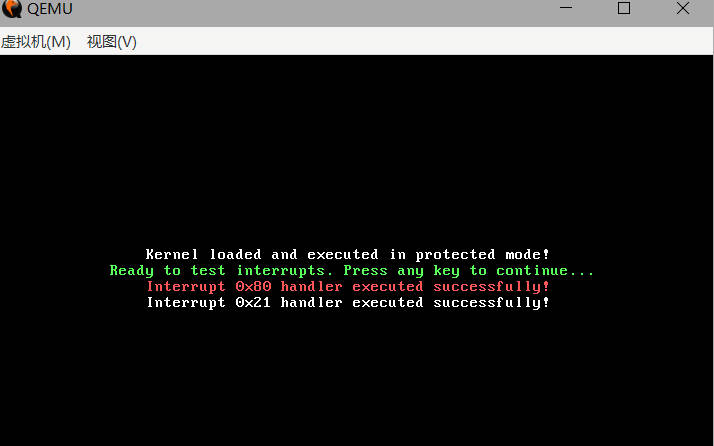 QEMU
虚拟机(M) 视图(V)
Kernel loaded and executed in protected mode!
Ready to test interrupts. Press any key to continue...
Interrupt 0x80 handler executed successfully!
Interrupt 0x21 handler executed successfully!